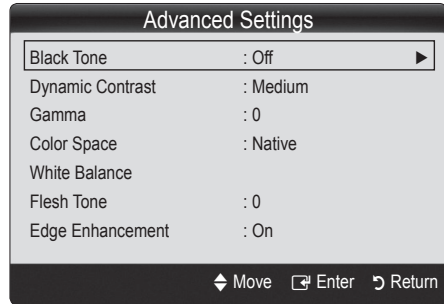 Advanced Settings
Black Tone : Off ▶
Dynamic Contrast : Medium
Gamma : 0
Color Space : Native
White Balance
Flesh Tone : 0
Edge Enhancement : On
Move Enter Return